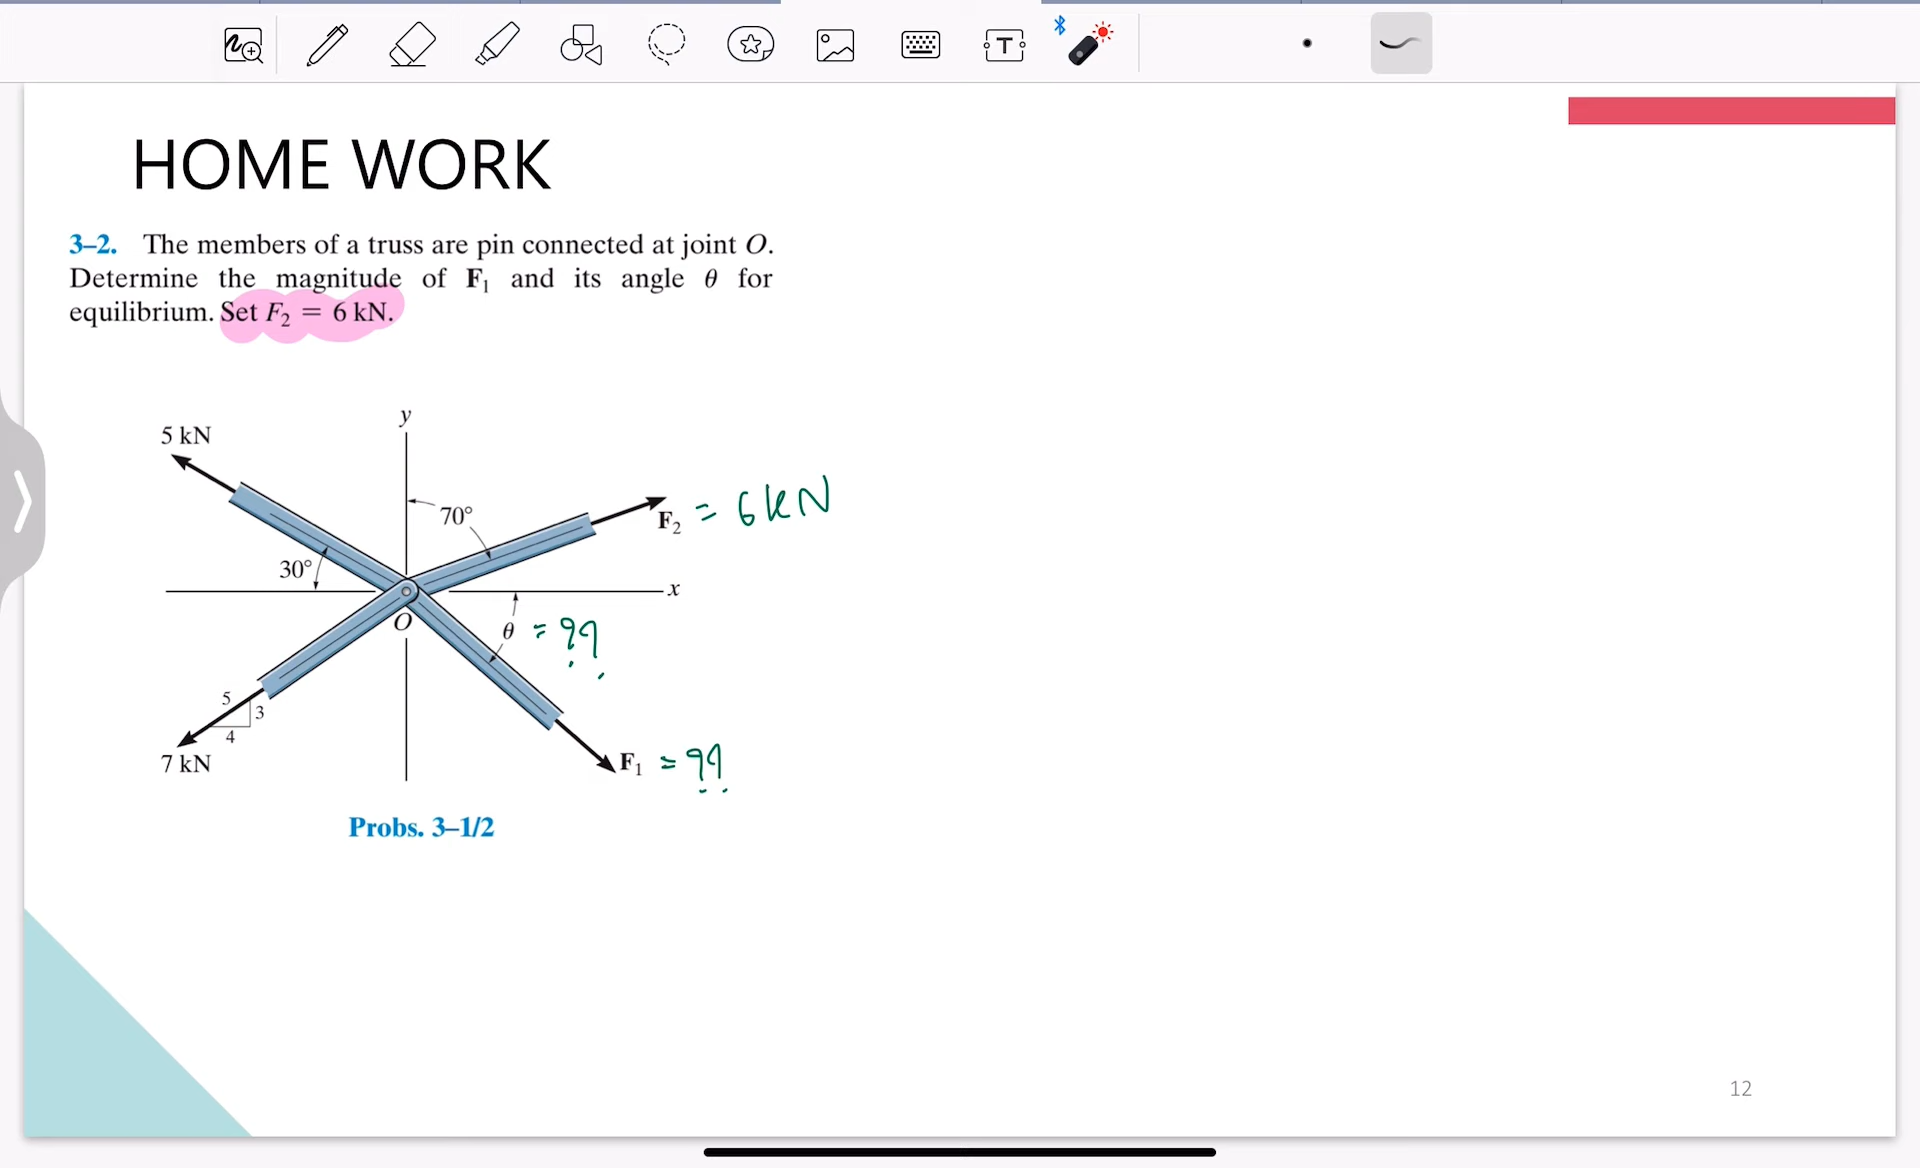 HOME WORK
3–2. The members of a truss are pin connected at joint O.
Determine the magnitude of F₁ and its angle θ for
equilibrium. Set F₂ = 6 kN.
y
5 kN
70°
F₂ = 6 kN
30°
x
O
θ = ??
5
3
4
7 kN
F₁ = ??
Probs. 3–1/2
12